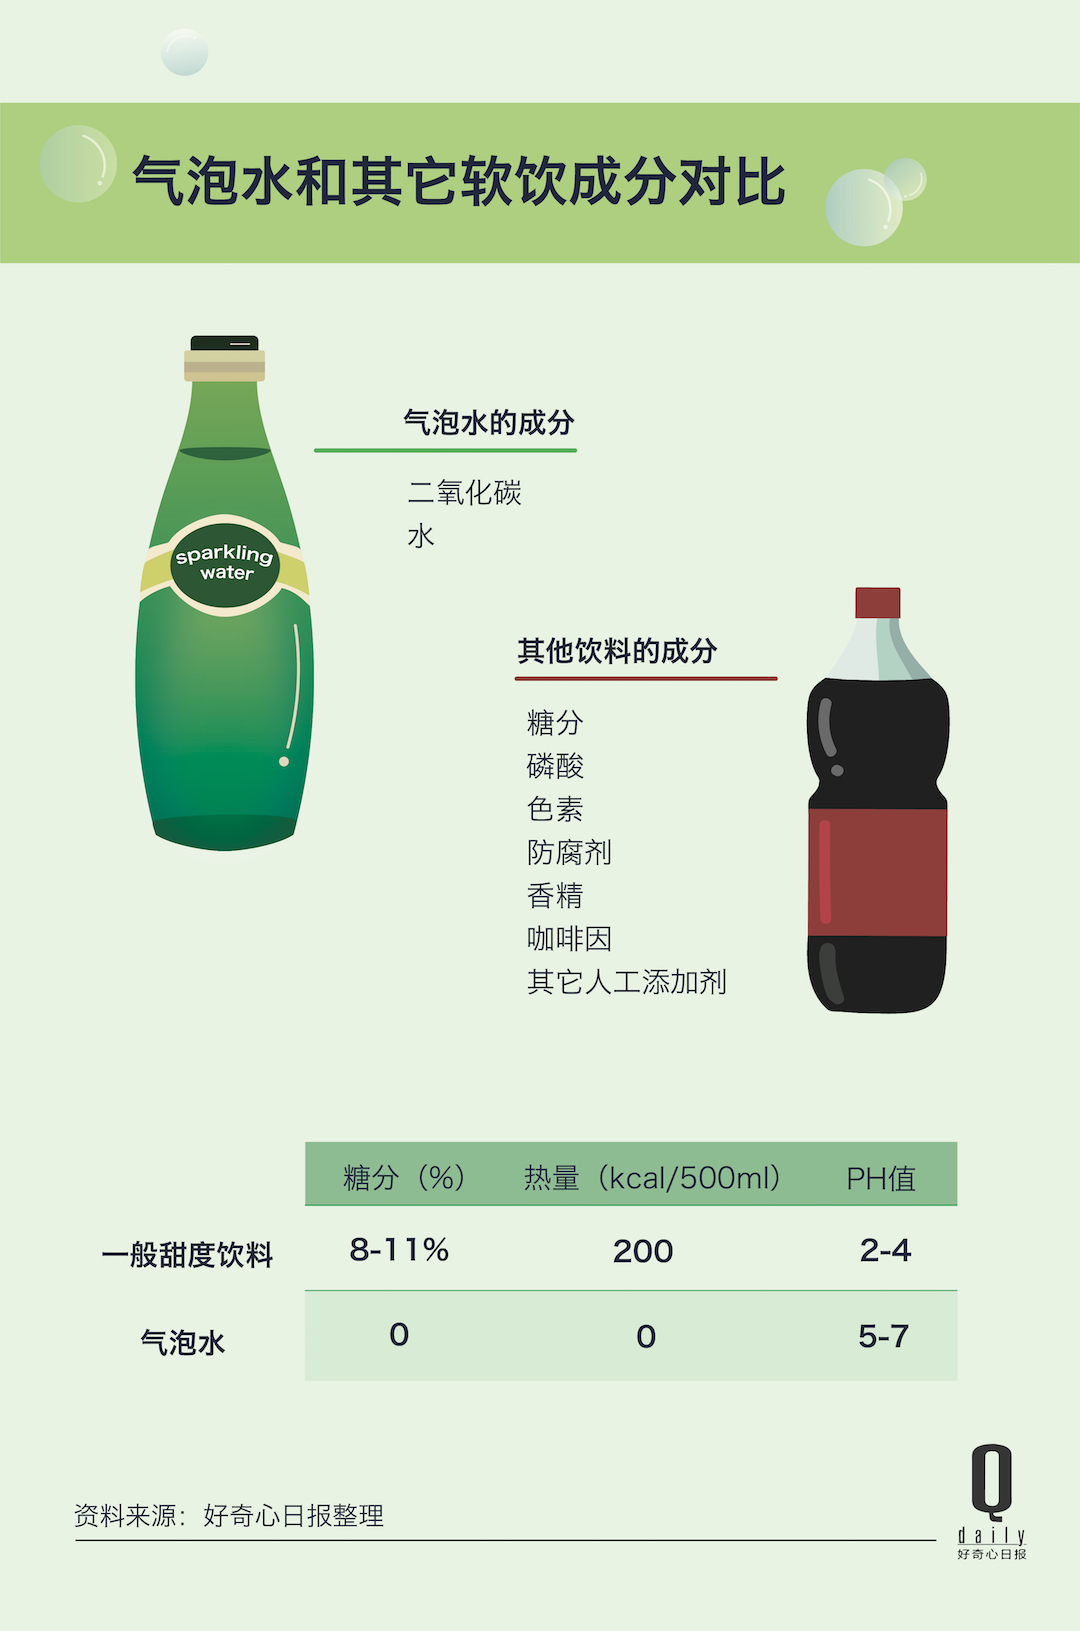 气泡水和其它软饮成分对比
气泡水的成分
二氧化碳
水
sparkling
water
其他饮料的成分
糖分
磷酸
色素
防腐剂
香精
咖啡因
其它人工添加剂
糖分（%） 热量（kcal/500ml） PH值
一般甜度饮料 8-11% 200 2-4
气泡水 0 0 5-7
资料来源：好奇心日报整理
Q
daily
好奇心日报